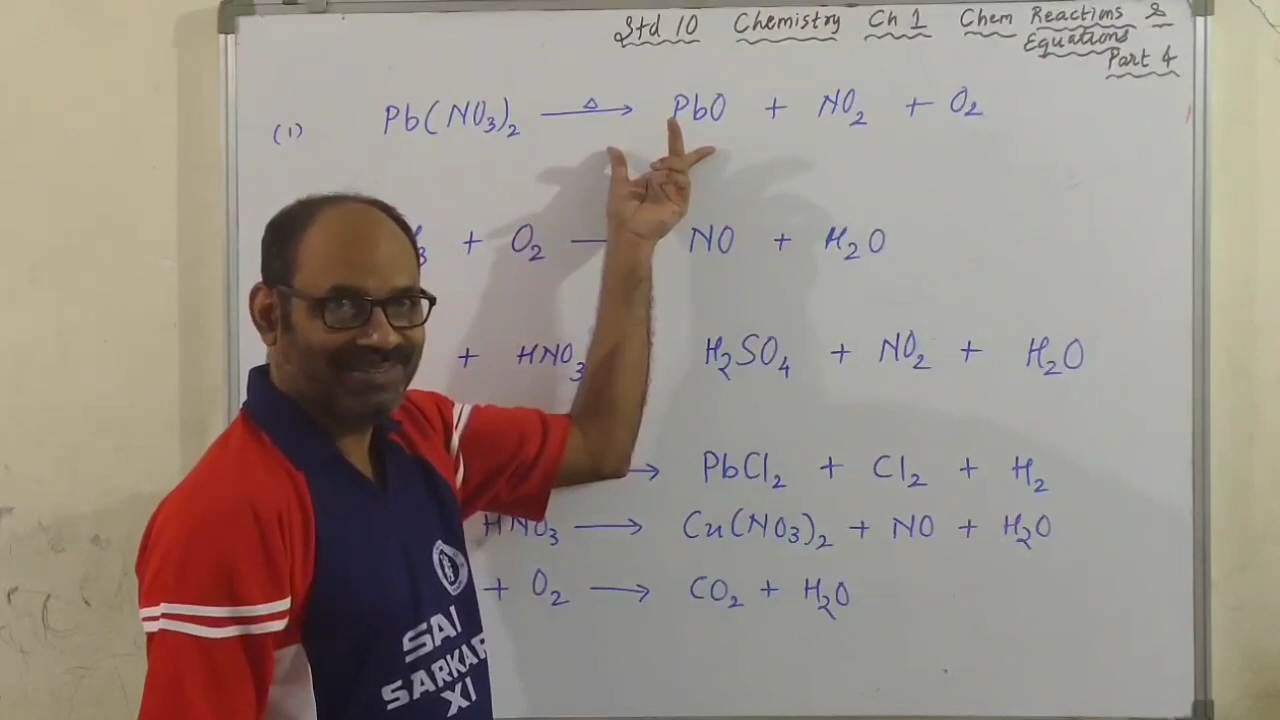 Std 10 Chemistry Ch 1 Chem Reactions &
Equations
Part 4
(1) Pb(NO₃)₂ —Δ→ PbO + NO₂ + O₂
₃ + O₂ — NO + H₂O
+ HNO₃ H₂SO₄ + NO₂ + H₂O
→ PbCl₂ + Cl₂ + H₂
HNO₃ → Cu(NO₃)₂ + NO + H₂O
+ O₂ → CO₂ + H₂O
SAI
SARKAR
XI